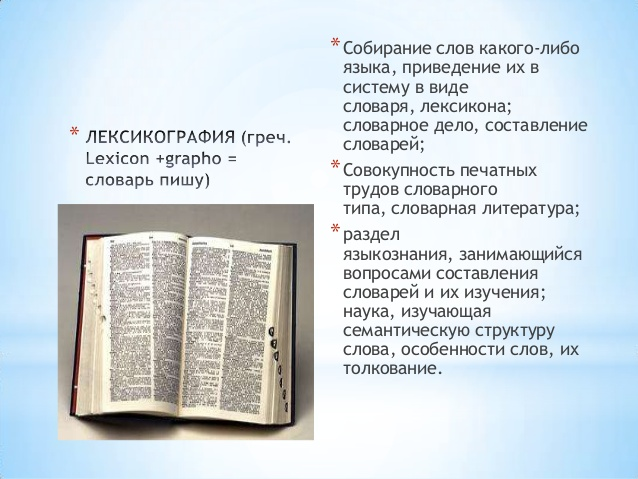 * ЛЕКСИКОГРАФИЯ (греч.
Lexicon +grapho =
словарь пишу)
* Собирание слов какого-либо
языка, приведение их в
систему в виде
словаря, лексикона;
словарное дело, составление
словарей;
* Совокупность печатных
трудов словарного
типа, словарная литература;
* раздел
языкознания, занимающийся
вопросами составления
словарей и их изучения;
наука, изучающая
семантическую структуру
слова, особенности слов, их
толкование.